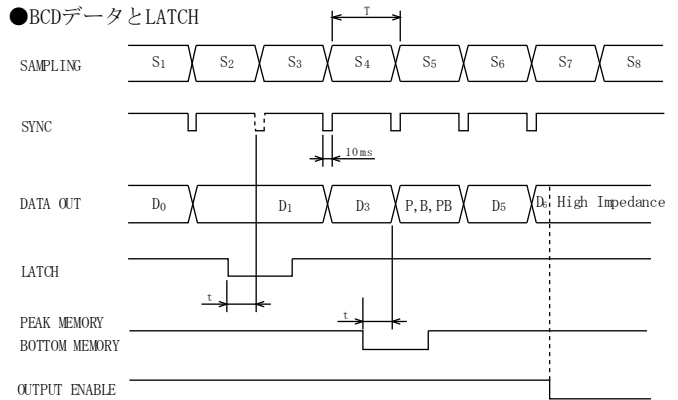 ●BCDデータとLATCH
T
SAMPLING S1 S2 S3 S4 S5 S6 S7 S8
SYNC
10ms
DATA OUT D0 D1 D3 P,B,PB D5 D6 High Impedance
LATCH
t
PEAK MEMORY
t
BOTTOM MEMORY
OUTPUT ENABLE